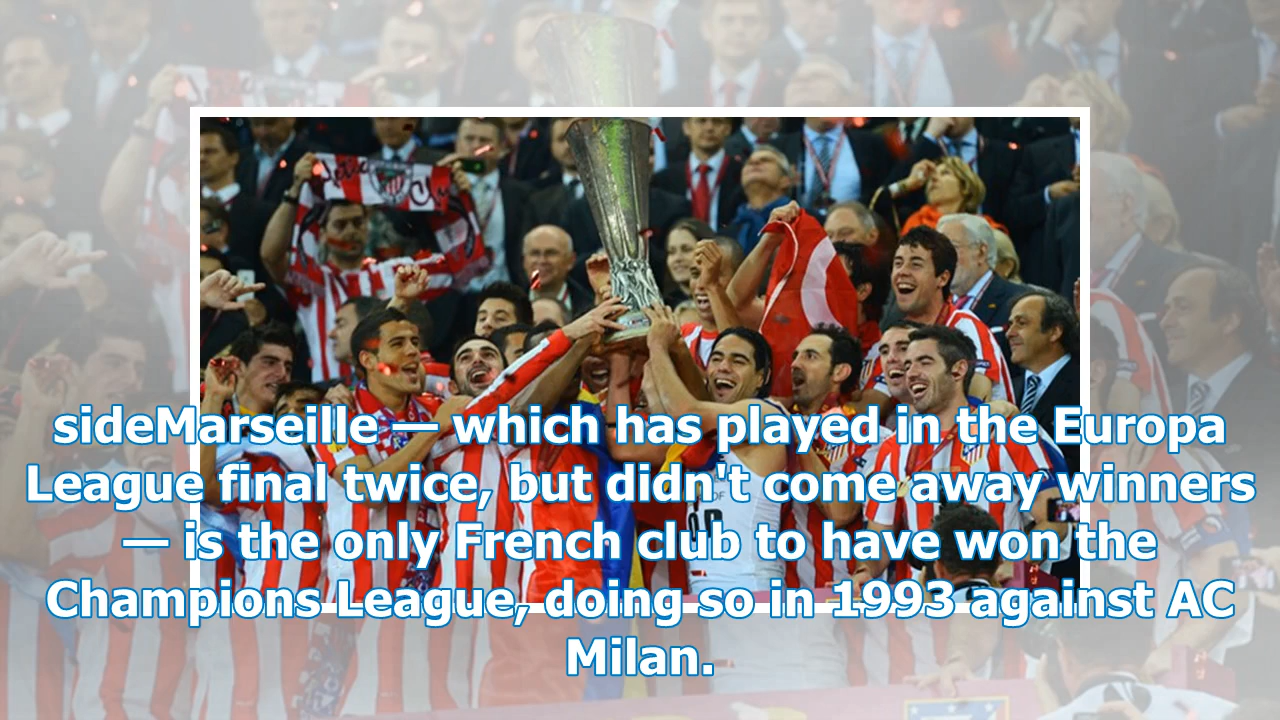 sideMarseille — which has played in the Europa
League final twice, but didn't come away winners
— is the only French club to have won the
Champions League, doing so in 1993 against AC
Milan.